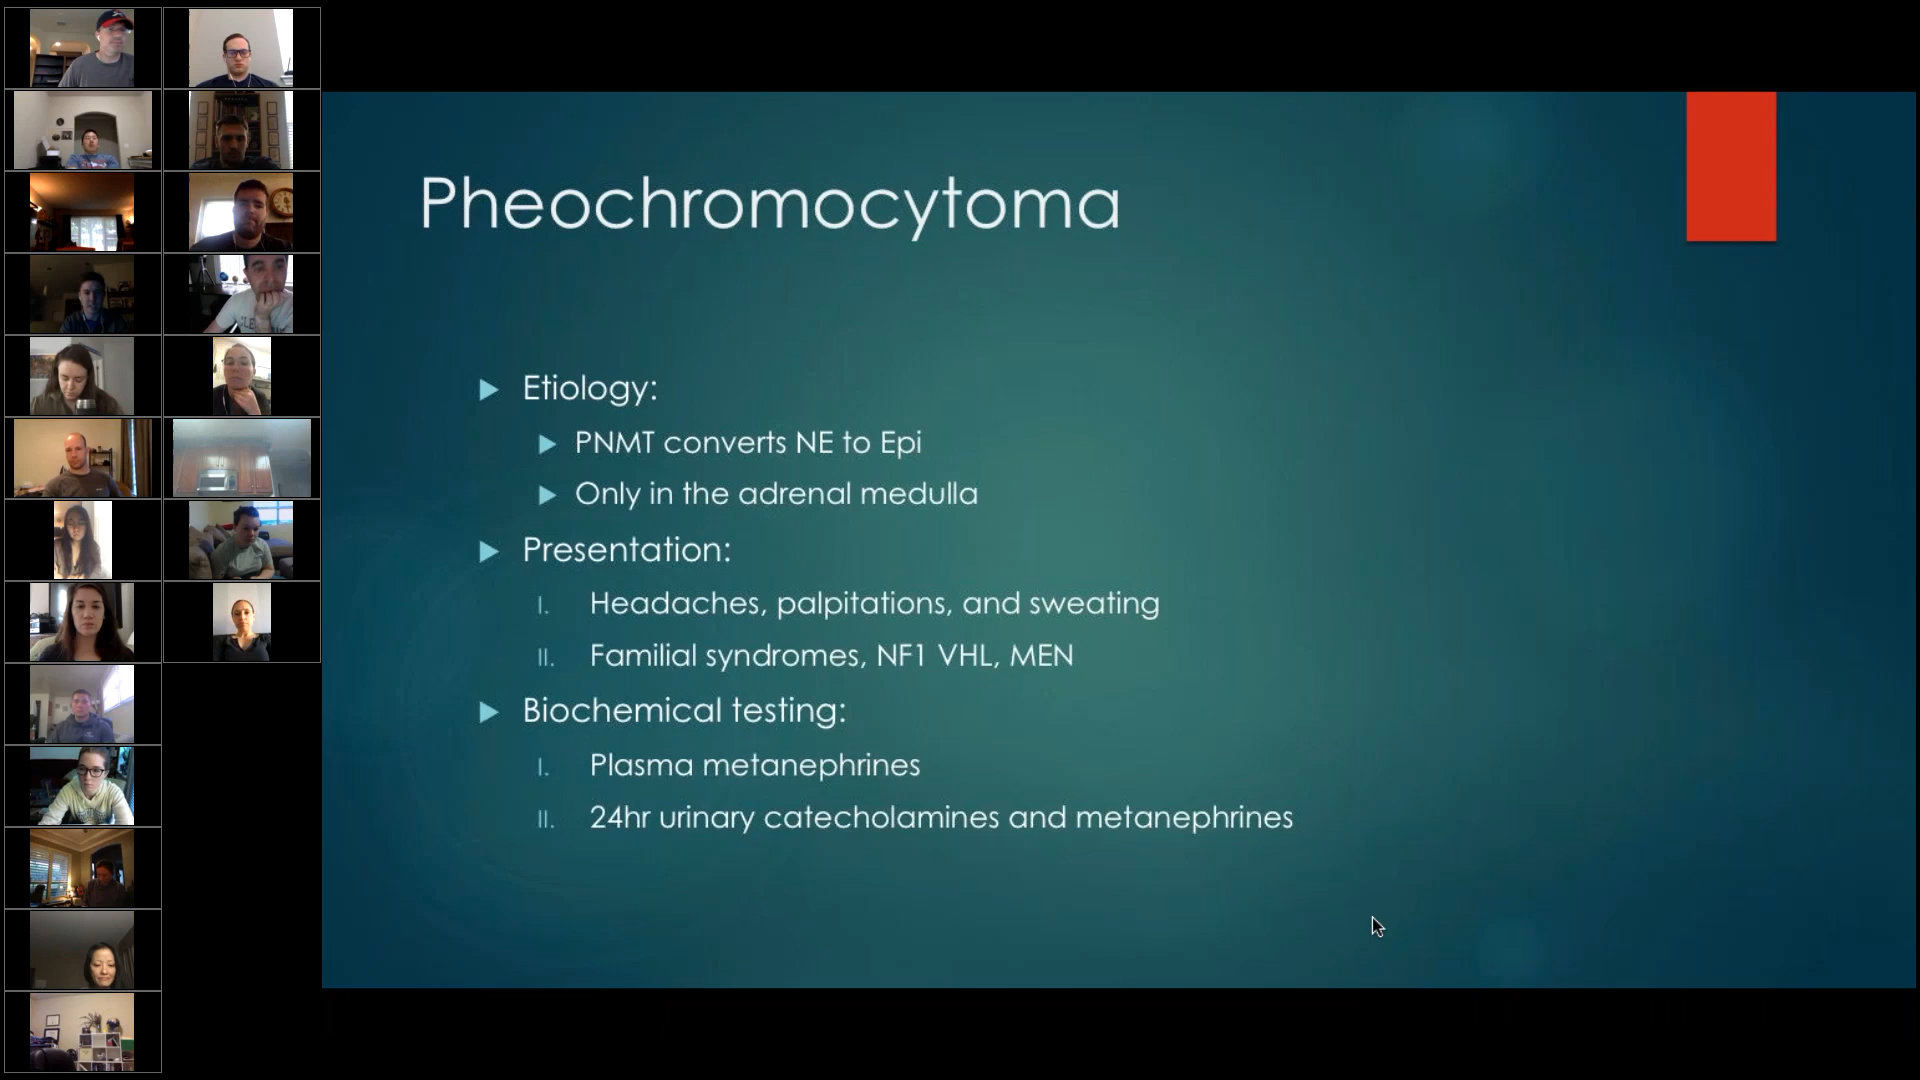 Pheochromocytoma
Etiology:
PNMT converts NE to Epi
Only in the adrenal medulla
Presentation:
I. Headaches, palpitations, and sweating
II. Familial syndromes, NF1 VHL, MEN
Biochemical testing:
I. Plasma metanephrines
II. 24hr urinary catecholamines and metanephrines